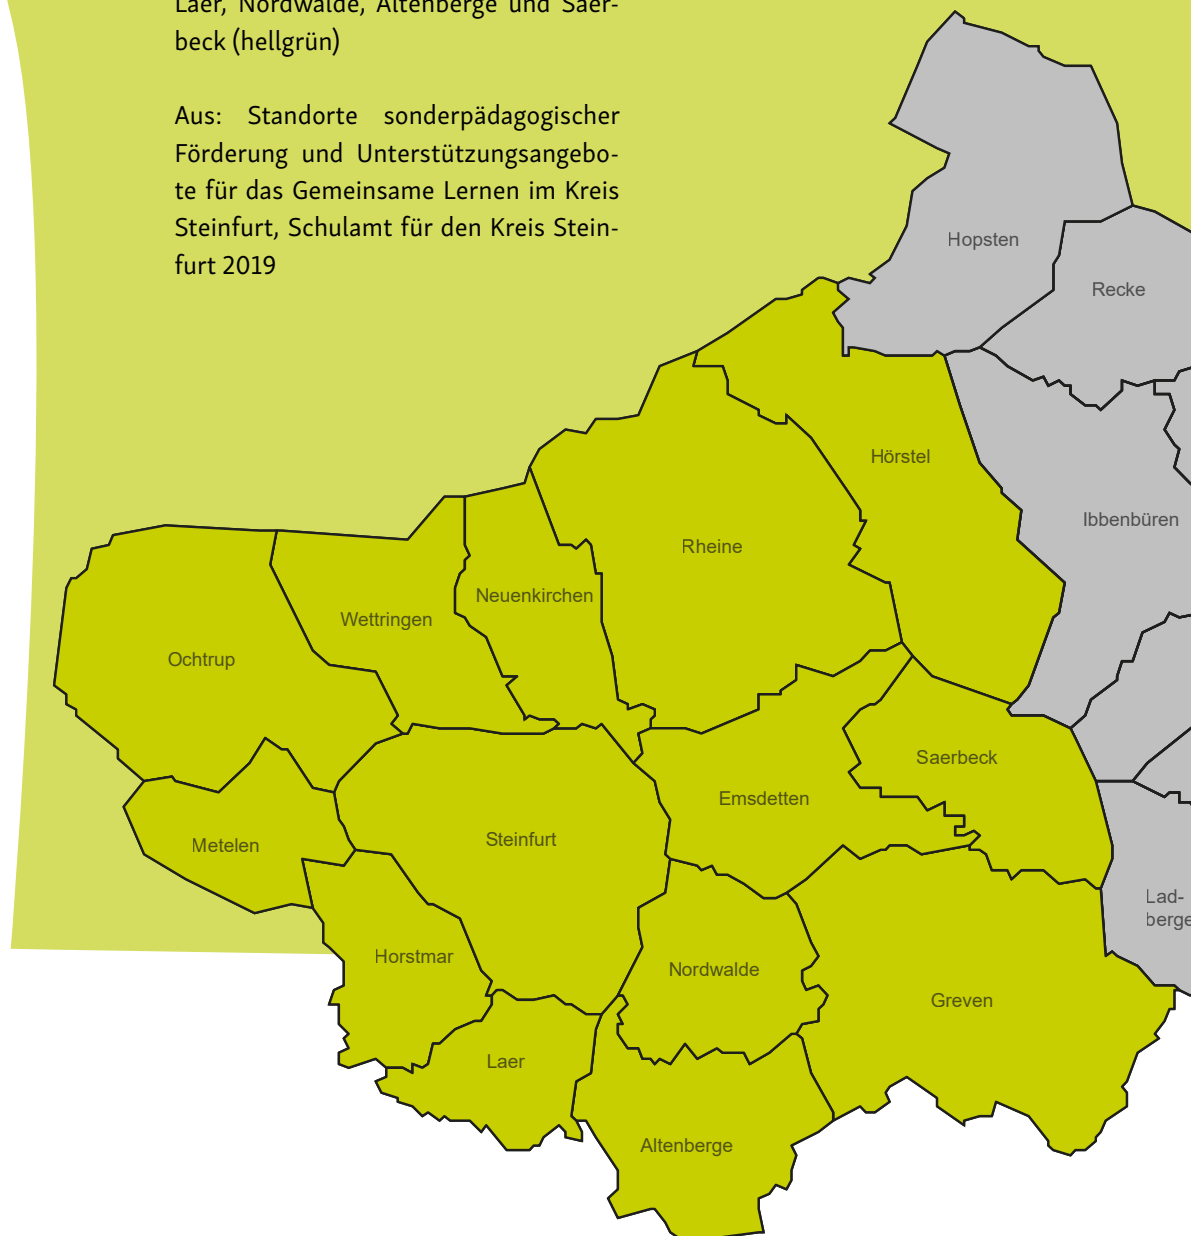 Laer, Nordwalde, Altenberge und Saer-
beck (hellgrün)
Aus: Standorte sonderpädagogischer
Förderung und Unterstützungsangebo-
te für das Gemeinsame Lernen im Kreis
Steinfurt, Schulamt für den Kreis Stein-
furt 2019
Hopsten
Recke
Hörstel
Ibbenbüren
Rheine
Neuenkirchen
Wettringen
Ochtrup
Saerbeck
Emsdetten
Steinfurt
Metelen
Lad-
berge
Horstmar
Nordwalde
Greven
Laer
Altenberge